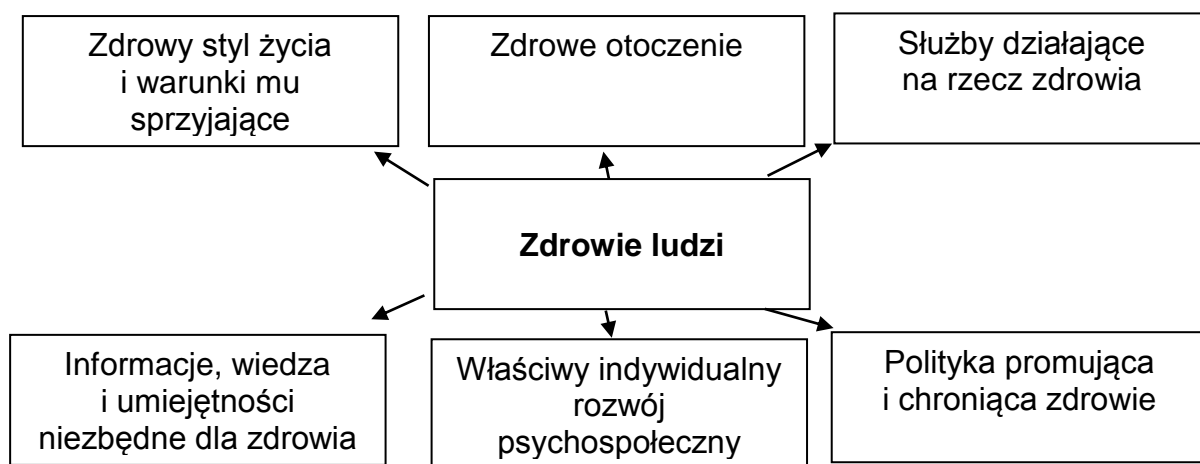 Zdrowy styl życia
i warunki mu
sprzyjające
Zdrowe otoczenie
Służby działające
na rzecz zdrowia
Zdrowie ludzi
Informacje, wiedza
i umiejętności
niezbędne dla zdrowia
Właściwy indywidualny
rozwój
psychospołeczny
Polityka promująca
i chroniąca zdrowie